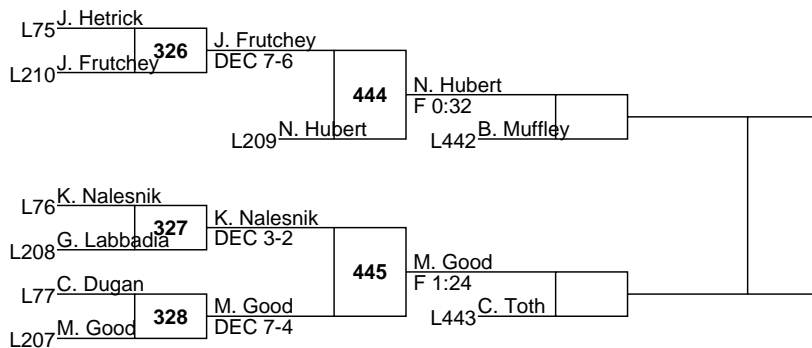 J. Hetrick
L75
326
J. Frutchey
L210
J. Frutchey
DEC 7-6
444
N. Hubert
L209
N. Hubert
F 0:32
B. Muffley
L442
K. Nalesnik
L76
327
G. Labbadia
L208
K. Nalesnik
DEC 3-2
C. Dugan
L77
328
M. Good
L207
M. Good
DEC 7-4
445
M. Good
F 1:24
C. Toth
L443